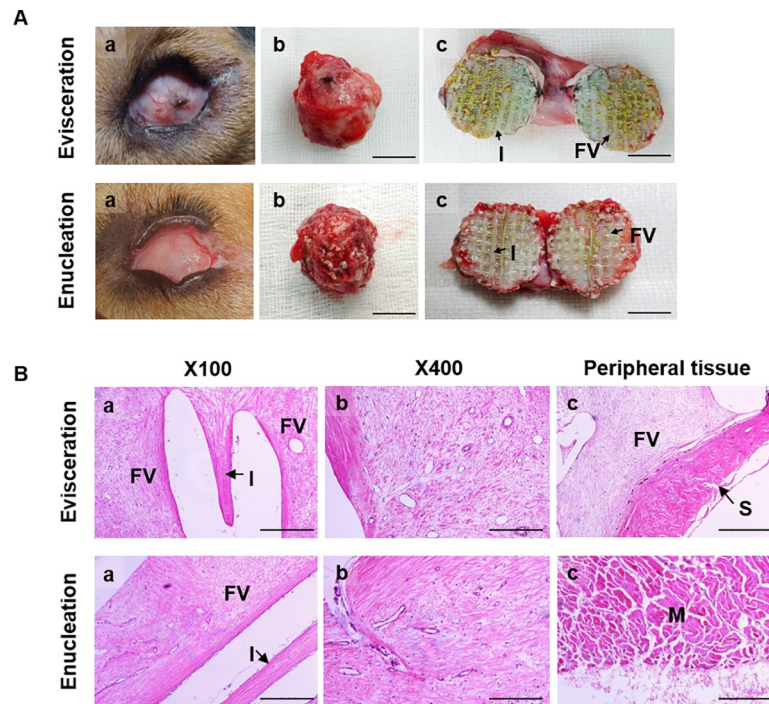 A
Evisceration
a
b
c
I
FV
Enucleation
a
b
c
I
FV
B
X100
X400
Peripheral tissue
Evisceration
a
FV
FV
I
b
c
FV
S
Enucleation
a
FV
I
b
c
M